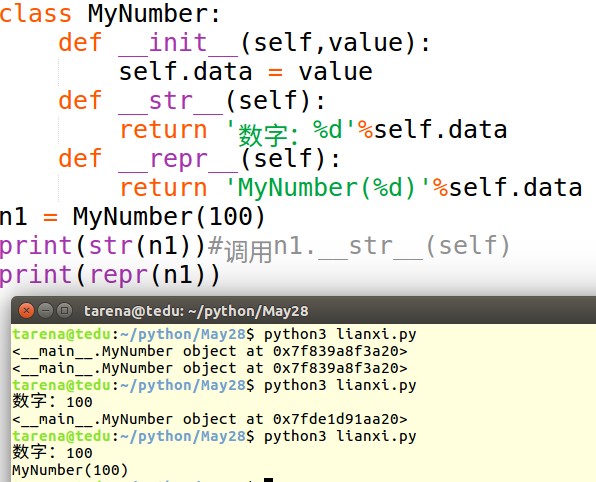 class MyNumber:
    def __init__(self,value):
        self.data = value
    def __str__(self):
        return '数字：%d'%self.data
    def __repr__(self):
        return 'MyNumber(%d)'%self.data
n1 = MyNumber(100)
print(str(n1))#调用n1.__str__(self)
print(repr(n1))
tarena@tedu: ~/python/May28
tarena@tedu:~/python/May28$ python3 lianxi.py
<__main__.MyNumber object at 0x7f839a8f3a20>
<__main__.MyNumber object at 0x7f839a8f3a20>
tarena@tedu:~/python/May28$ python3 lianxi.py
数字：100
<__main__.MyNumber object at 0x7fde1d91aa20>
tarena@tedu:~/python/May28$ python3 lianxi.py
数字：100
MyNumber(100)